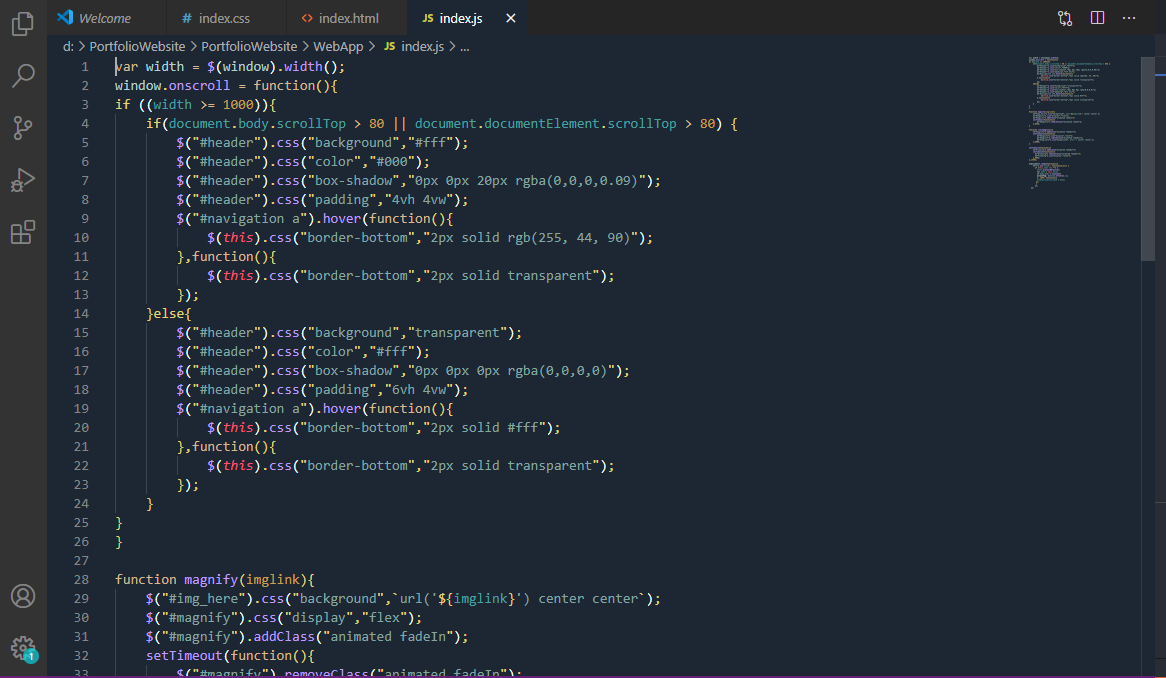 Welcome # index.css <> index.html JS index.js ×
d: > PortfolioWebsite > PortfolioWebsite > WebApp > JS index.js > ...
1 var width = $(window).width();
2 window.onscroll = function(){
3 if ((width >= 1000)){
4     if(document.body.scrollTop > 80 || document.documentElement.scrollTop > 80) {
5         $("#header").css("background","#fff");
6         $("#header").css("color","#000");
7         $("#header").css("box-shadow","0px 0px 20px rgba(0,0,0,0.09)");
8         $("#header").css("padding","4vh 4vw");
9         $("#navigation a").hover(function(){
10             $(this).css("border-bottom","2px solid rgb(255, 44, 90)");
11         },function(){
12             $(this).css("border-bottom","2px solid transparent");
13         });
14     }else{
15         $("#header").css("background","transparent");
16         $("#header").css("color","#fff");
17         $("#header").css("box-shadow","0px 0px 0px rgba(0,0,0,0)");
18         $("#header").css("padding","6vh 4vw");
19         $("#navigation a").hover(function(){
20             $(this).css("border-bottom","2px solid #fff");
21         },function(){
22             $(this).css("border-bottom","2px solid transparent");
23         });
24     }
25 }
26 }
27
28 function magnify(imglink){
29     $("#img_here").css("background",`url('${imglink}') center center`);
30     $("#magnify").css("display","flex");
31     $("#magnify").addClass("animated fadeIn");
32     setTimeout(function(){
33         $("#magnify").removeClass("animated fadeIn");
1